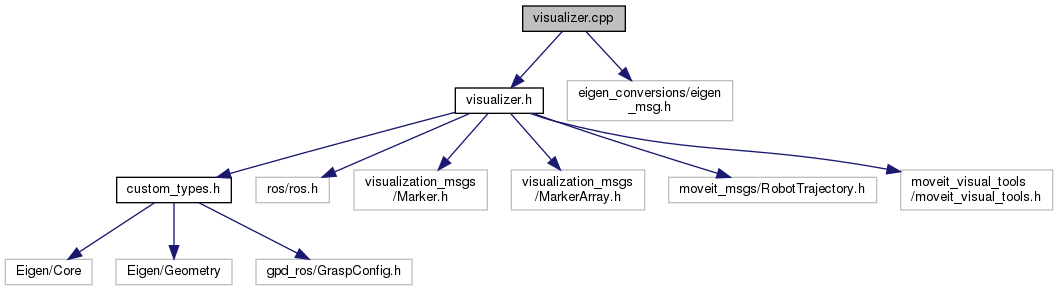 visualizer.cpp
visualizer.h
eigen_conversions/eigen
_msg.h
custom_types.h
ros/ros.h
visualization_msgs
/Marker.h
visualization_msgs
/MarkerArray.h
moveit_msgs/RobotTrajectory.h
moveit_visual_tools
/moveit_visual_tools.h
Eigen/Core
Eigen/Geometry
gpd_ros/GraspConfig.h